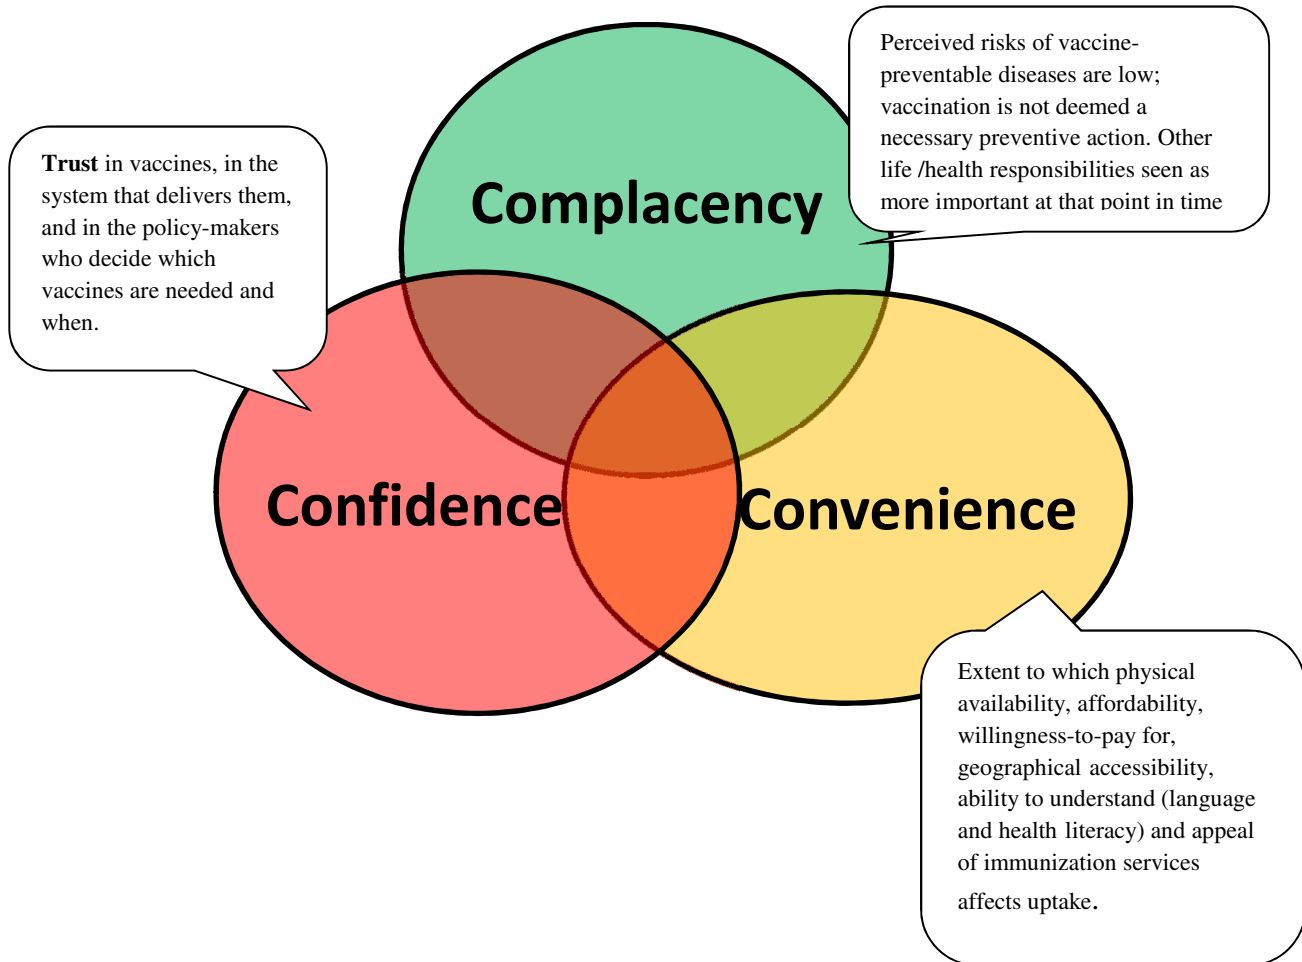 Perceived risks of vaccine-
preventable diseases are low;
vaccination is not deemed a
necessary preventive action. Other
life /health responsibilities seen as
more important at that point in time
Trust in vaccines, in the
system that delivers them,
and in the policy-makers
who decide which
vaccines are needed and
when.
Complacency
Confidence
Convenience
Extent to which physical
availability, affordability,
willingness-to-pay for,
geographical accessibility,
ability to understand (language
and health literacy) and appeal
of immunization services
affects uptake.